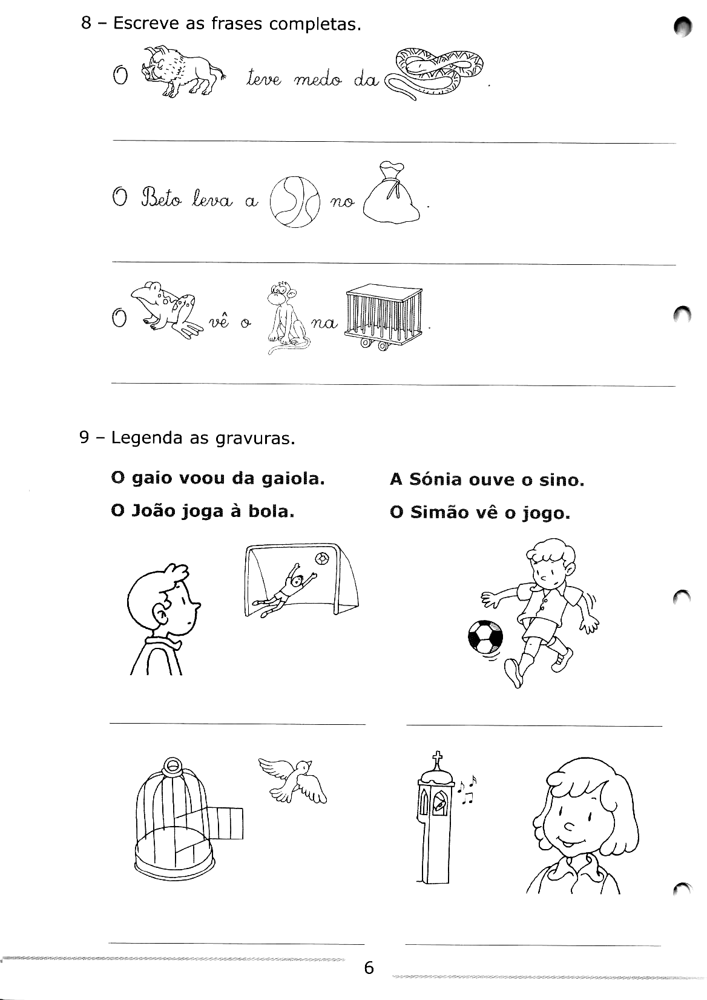 8 – Escreve as frases completas.
O teve medo da .
O Beto leva a no .
O vê o na .
9 – Legenda as gravuras.
O gaio voou da gaiola. A Sónia ouve o sino.
O João joga à bola. O Simão vê o jogo.
6